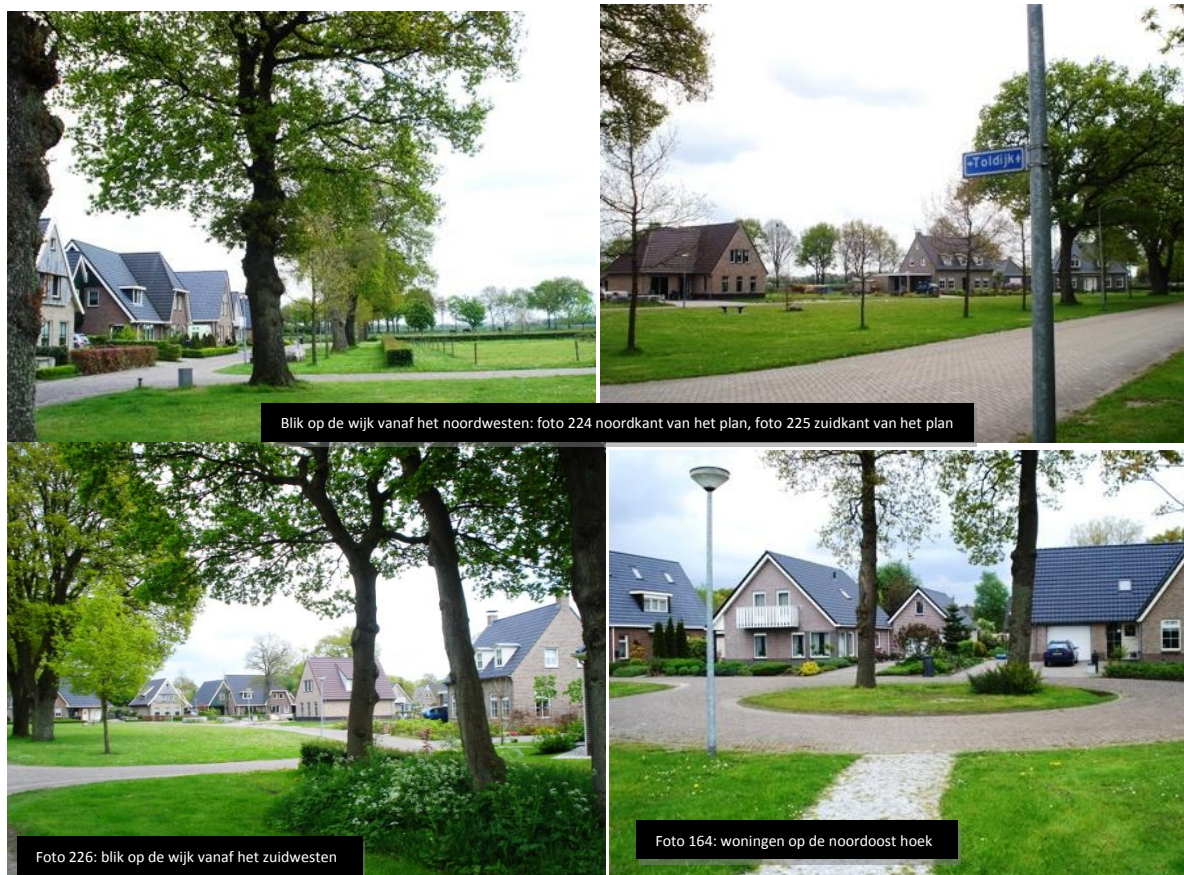 Toldijk
Blik op de wijk vanaf het noordwesten: foto 224 noordkant van het plan, foto 225 zuidkant van het plan
Foto 226: blik op de wijk vanaf het zuidwesten
Foto 164: woningen op de noordoost hoek